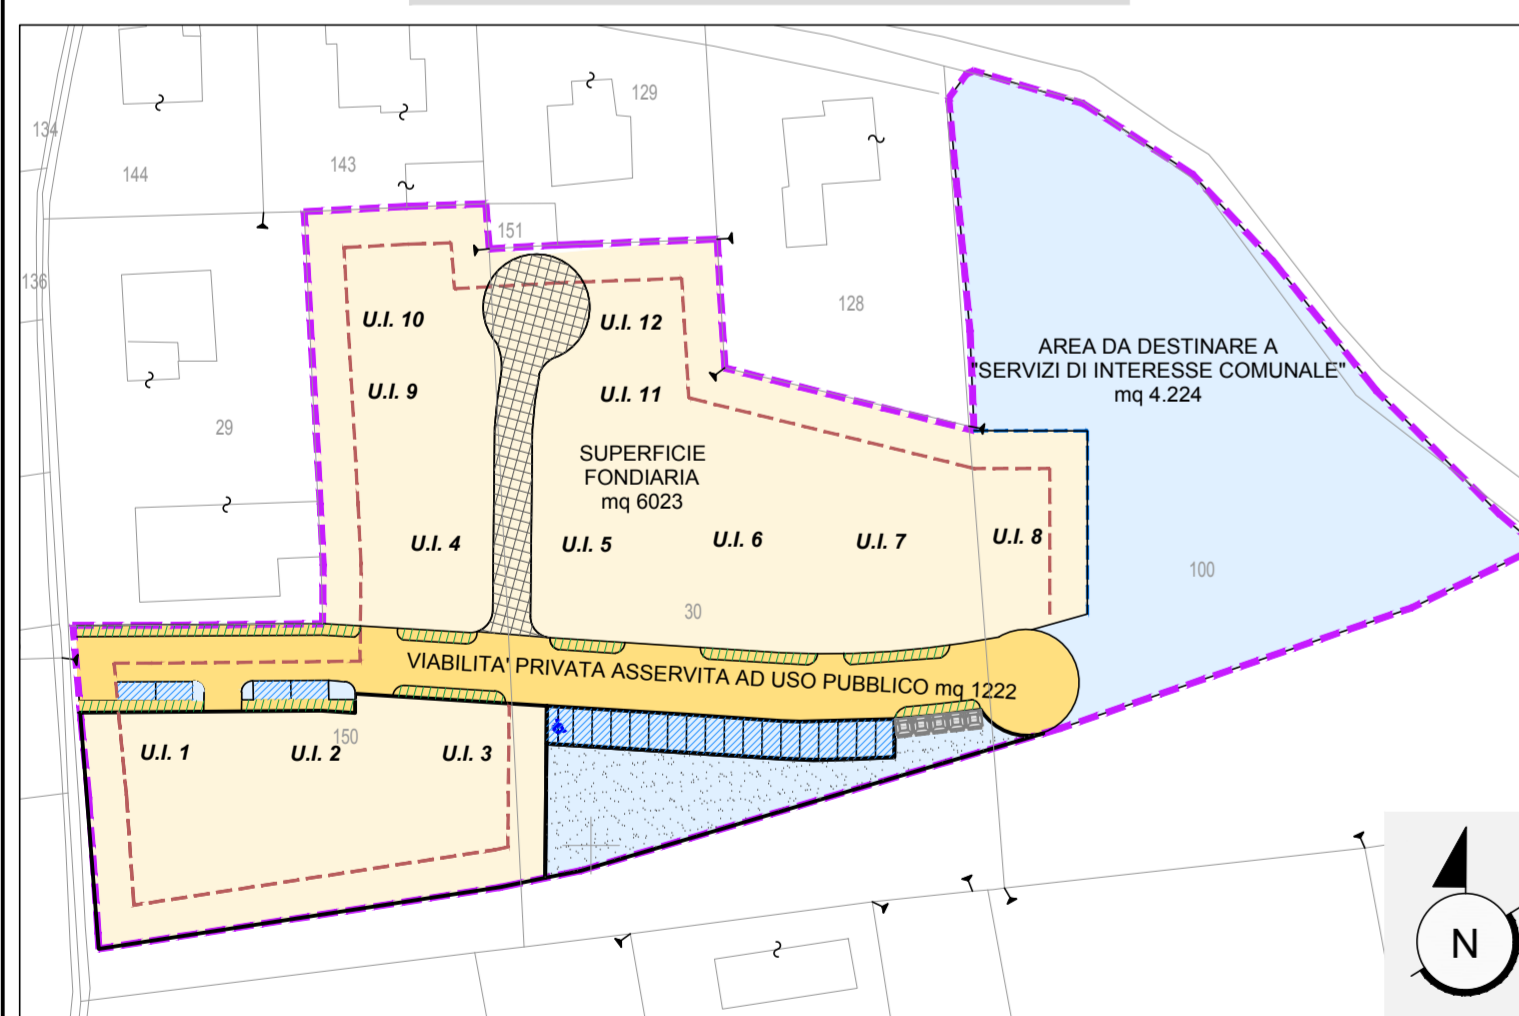 129
134
144
143
151
136
128
U.I. 10
U.I. 12
AREA DA DESTINARE A
"SERVIZI DI INTERESSE COMUNALE"
mq 4.224
U.I. 9
U.I. 11
29
SUPERFICIE
FONDIARIA
mq 6023
U.I. 4
U.I. 5
U.I. 6
U.I. 7
U.I. 8
100
30
VIABILITA' PRIVATA ASSERVITA AD USO PUBBLICO mq 1222
150
U.I. 1
U.I. 2
U.I. 3
N